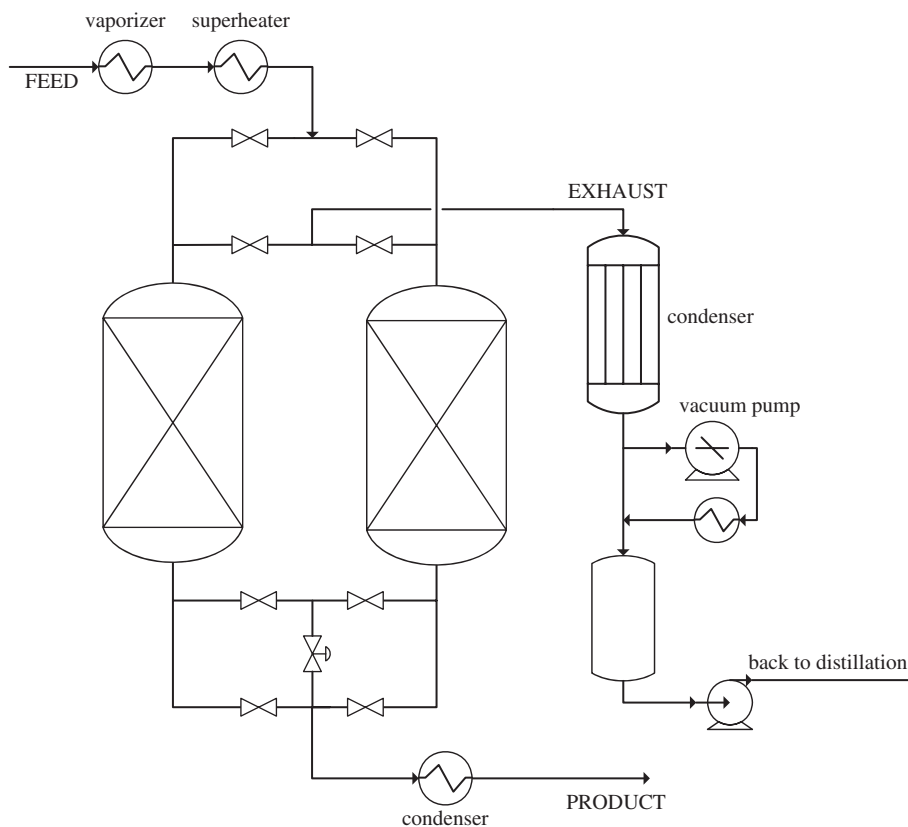 vaporizer
superheater
FEED
EXHAUST
condenser
vacuum pump
back to distillation
PRODUCT
condenser